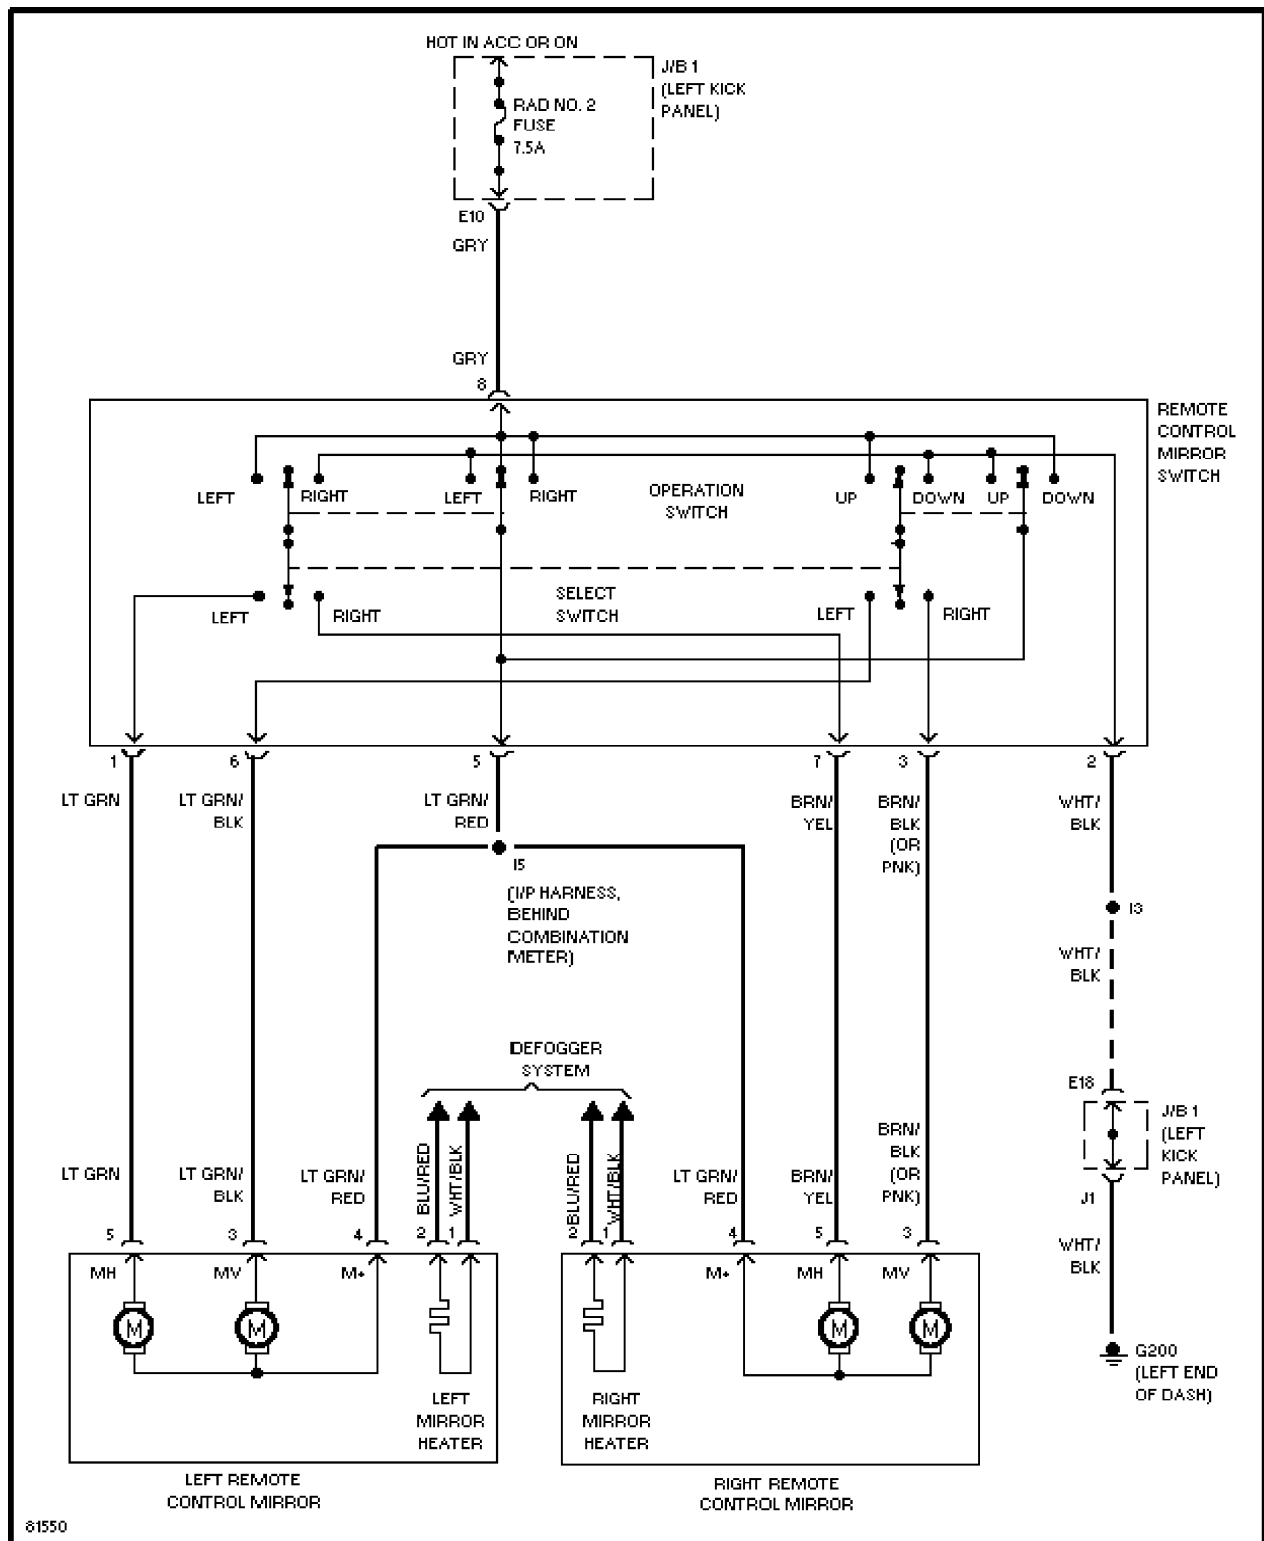 HOT IN ACC OR ON
J/B 1
(LEFT KICK
PANEL)
RAD NO. 2
FUSE
7.5A
E10
GRY
GRY
8
REMOTE
CONTROL
MIRROR
SWITCH
LEFT
RIGHT
LEFT
RIGHT
OPERATION
SWITCH
UP
DOWN
UP
DOWN
LEFT
RIGHT
SELECT
SWITCH
LEFT
RIGHT
1
6
5
7
3
2
LT GRN
LT GRN/
BLK
LT GRN/
RED
BRN/
YEL
BRN/
BLK
(OR
PNK)
WHT/
BLK
I5
(I/P HARNESS,
BEHIND
COMBINATION
METER)
I3
WHT/
BLK
DEFOGGER
SYSTEM
E18
J/B 1
(LEFT
KICK
PANEL)
J1
LT GRN
LT GRN/
BLK
LT GRN/
RED
BLU/RED
WHT/BLK
BLU/RED
WHT/BLK
LT GRN/
RED
BRN/
YEL
BRN/
BLK
(OR
PNK)
WHT/
BLK
5
3
4
2
1
2
1
4
5
3
MH
MV
M+
M+
MH
MV
M
M
M
M
G200
(LEFT END
OF DASH)
LEFT
MIRROR
HEATER
RIGHT
MIRROR
HEATER
LEFT REMOTE
CONTROL MIRROR
RIGHT REMOTE
CONTROL MIRROR
81550